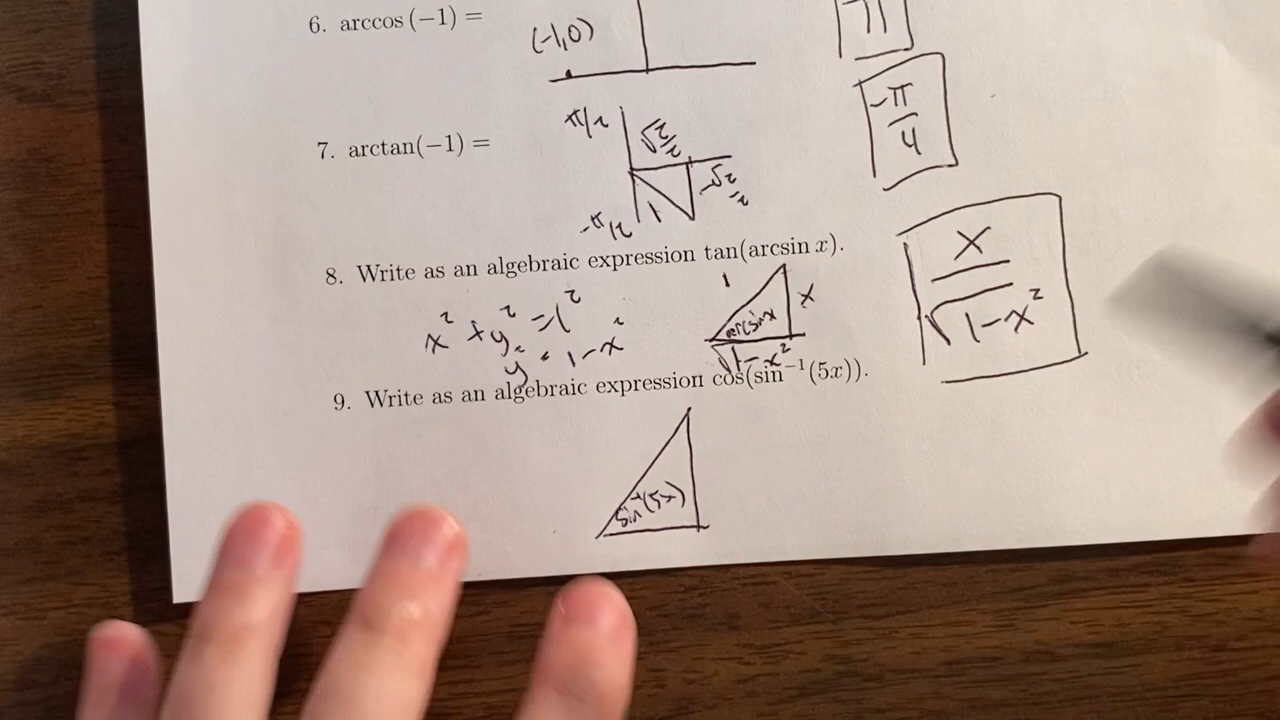 6. arccos (−1) =
(-1,0)
π
7. arctan(−1) =
π/2
√2/2
-√2/2
-π/2
1
-π/4
8. Write as an algebraic expression tan(arcsin x).
x² + y² = 1²
y² = 1-x²
1
x
arcsin x
√1-x²
x/√1-x²
9. Write as an algebraic expression cos(sin⁻¹(5x)).
sin⁻¹(5x)